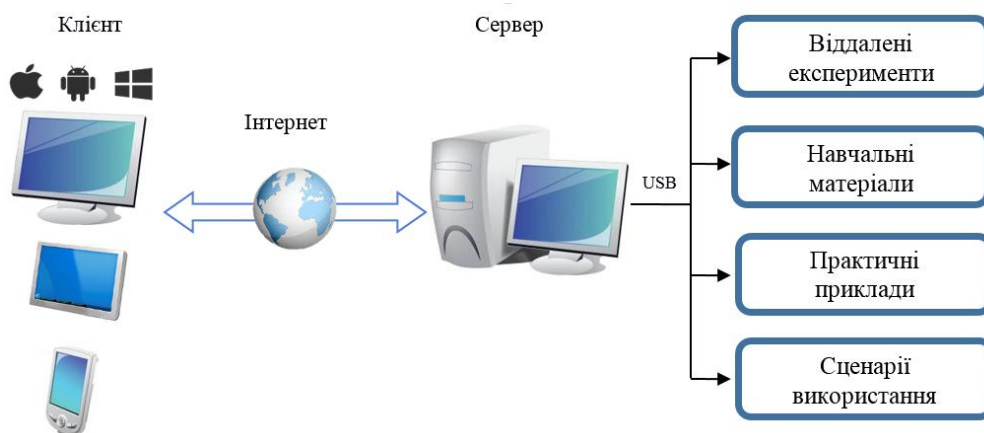 Клієнт
Сервер
Інтернет
USB
Віддалені
експерименти
Навчальні
матеріали
Практичні
приклади
Сценарії
використання